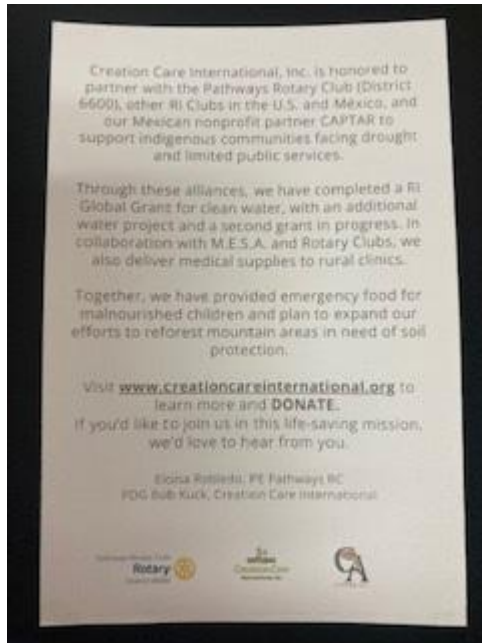 Creation Care International, Inc. is honored to
partner with the Pathways Rotary Club (District
6600), other RI Clubs in the U.S. and México, and
our Mexican nonprofit partner CAPTAR to
support indigenous communities facing drought
and limited public services.
Through these alliances, we have completed a RI
Global Grant for clean water, with an additional
water project and a second grant in progress. In
collaboration with M.E.S.A. and Rotary Clubs, we
also deliver medical supplies to rural clinics.
Together, we have provided emergency food for
malnourished children and plan to expand our
efforts to reforest mountain areas in need of soil
protection.
Visit www.creationcareinternational.org to
learn more and DONATE.
If you'd like to join us in this life-saving mission,
we'd love to hear from you.
Robledo, PE Pathways RC
PDG Bob Kuck, Creation Care International
Rotary
Creation Care
CA